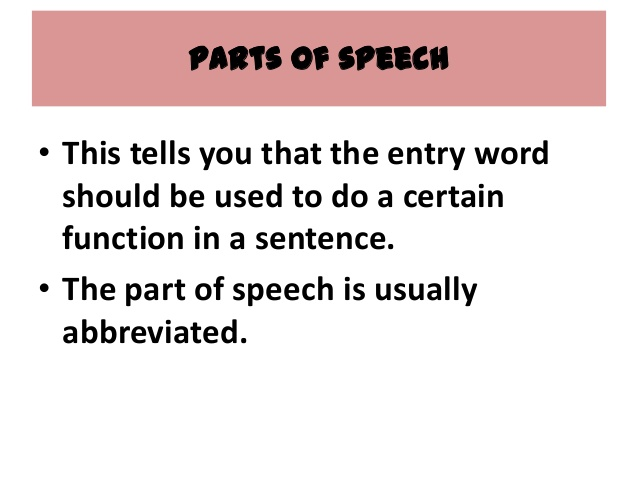 PARTS OF SPEECH
• This tells you that the entry word
should be used to do a certain
function in a sentence.
• The part of speech is usually
abbreviated.